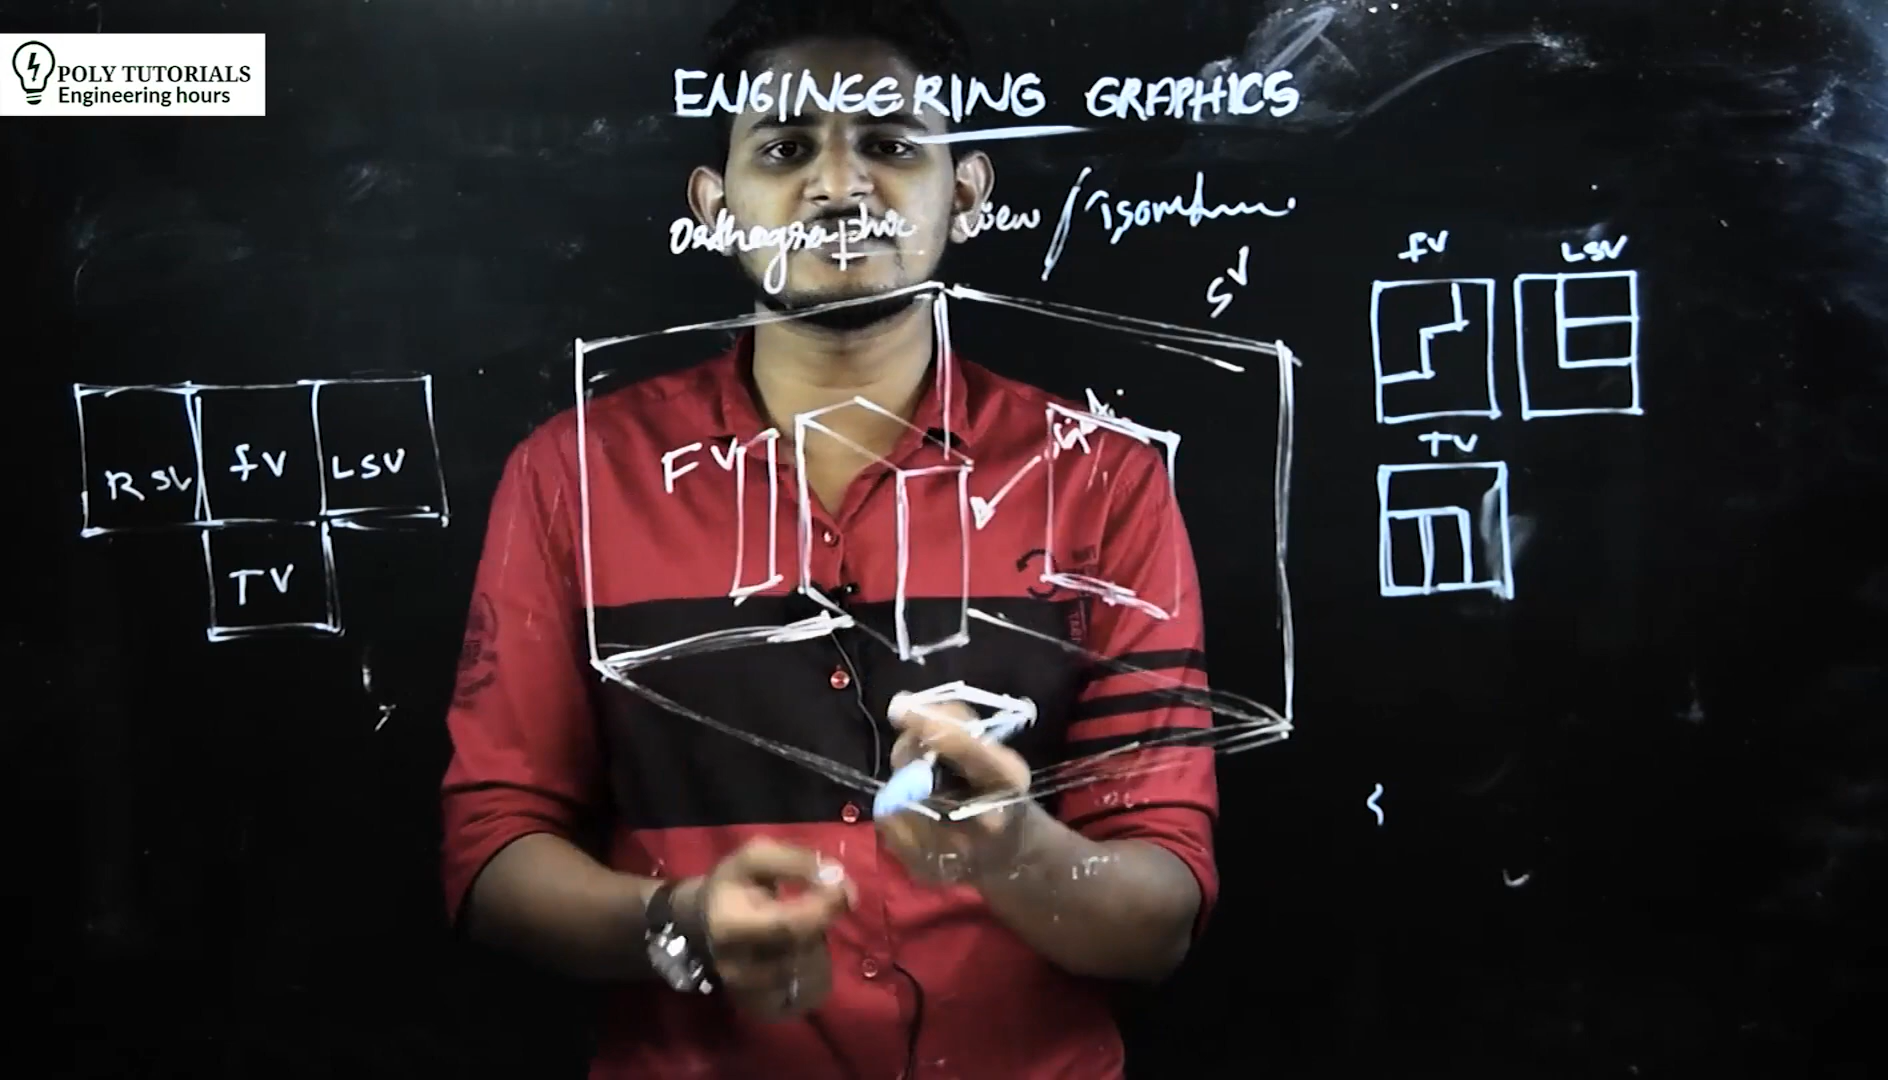 POLY TUTORIALS
Engineering hours
ENGINEERING GRAPHICS
Orthographic view / isometric
SV
FV
LSV
FV
TV
RSV
FV
LSV
TV